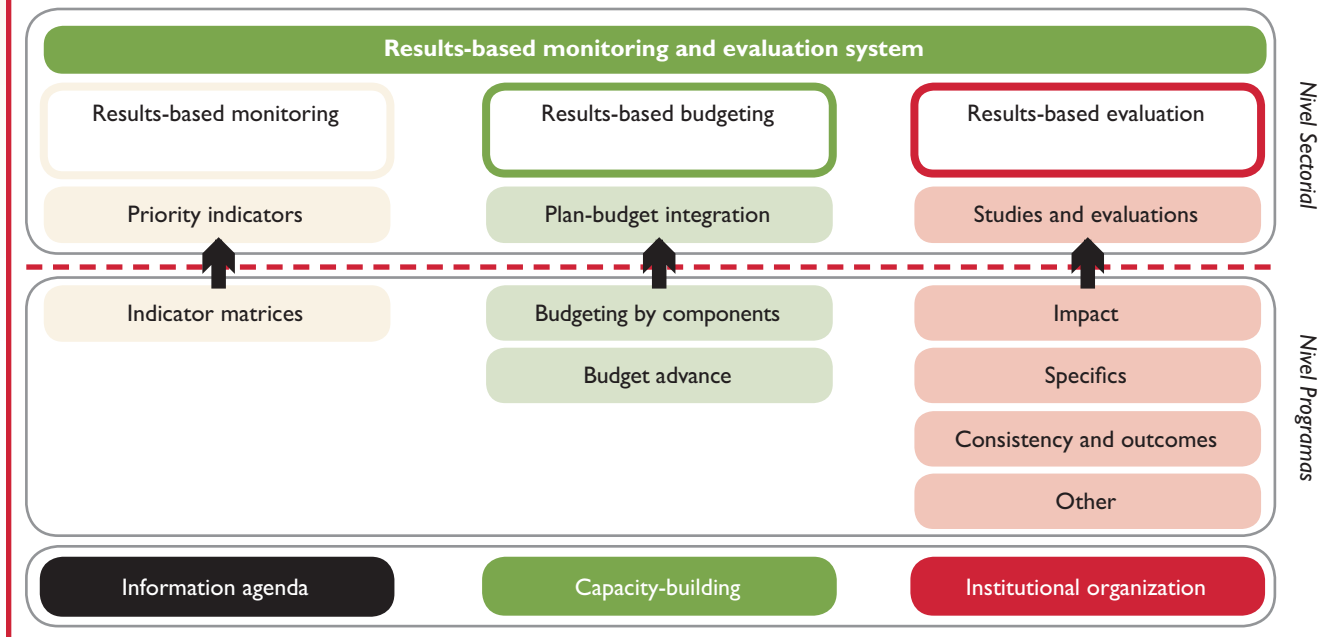 Results-based monitoring and evaluation system
Results-based monitoring
Results-based budgeting
Results-based evaluation
Priority indicators
Plan-budget integration
Studies and evaluations
Nivel Sectorial
Indicator matrices
Budgeting by components
Impact
Budget advance
Specifics
Consistency and outcomes
Other
Nivel Programas
Information agenda
Capacity-building
Institutional organization